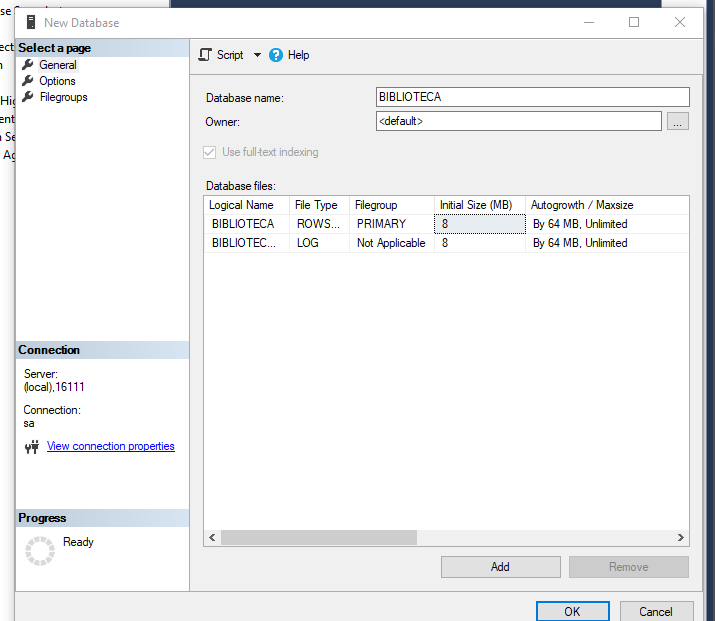 New Database
Select a page
General
Options
Filegroups
Script
Help
Database name:
BIBLIOTECA
Owner:
<default>
...
Use full-text indexing
Database files:
Logical Name File Type Filegroup Initial Size (MB) Autogrowth / Maxsize
BIBLIOTECA ROWS... PRIMARY 8 By 64 MB, Unlimited
BIBLIOTEC... LOG Not Applicable 8 By 64 MB, Unlimited
Connection
Server:
(local),16111
Connection:
sa
View connection properties
Progress
Ready
Add Remove
OK Cancel